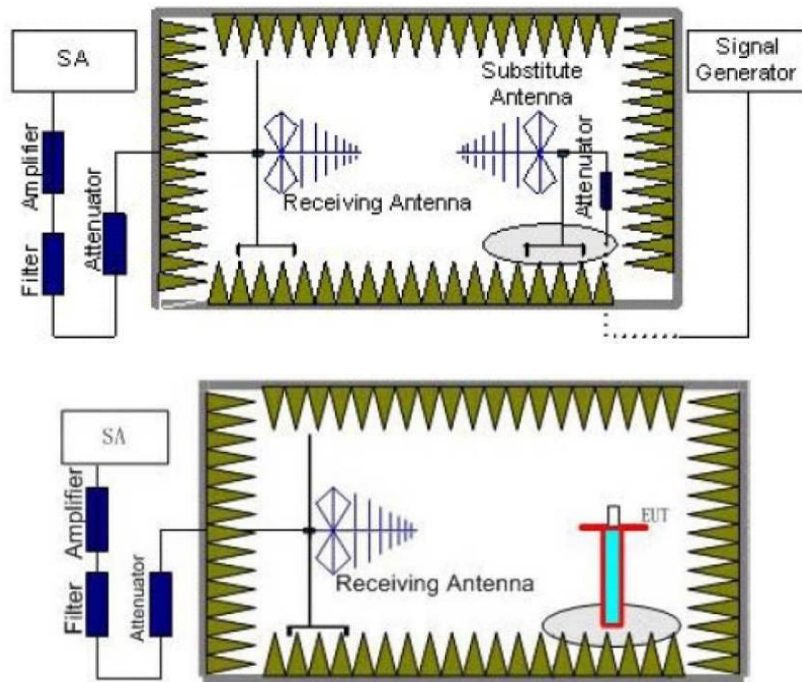 SA
Signal
Generator
Substitute
Antenna
Amplifier
Attenuator
Attenuator
Filter
Receiving Antenna
SA
Amplifier
EUT
Filter
Attenuator
Receiving Antenna